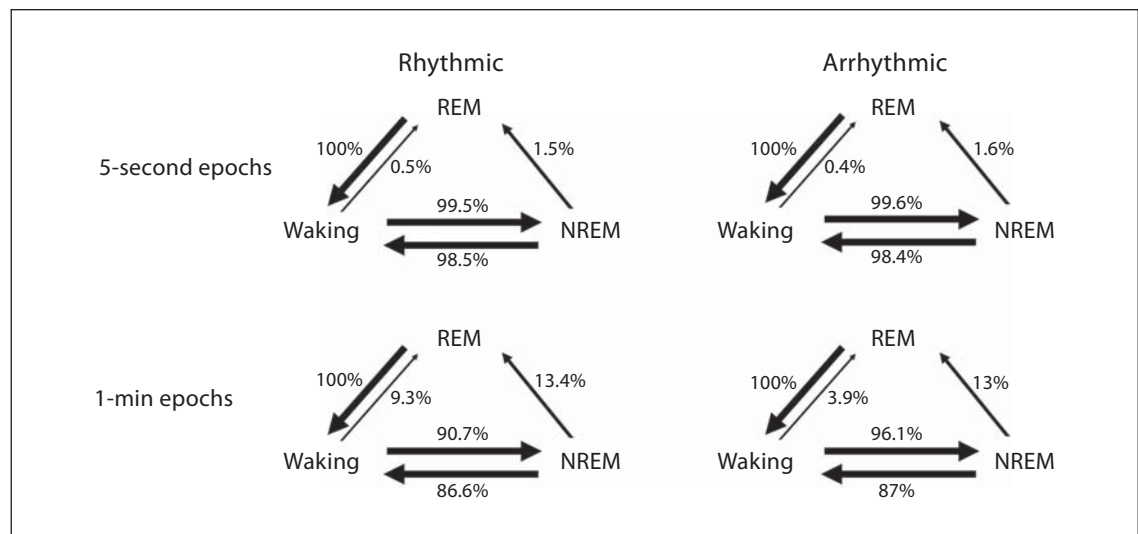 Rhythmic Arrhythmic
REM REM
5-second epochs
100% 0.5% 1.5% 100% 0.4% 1.6%
99.5% 99.6%
Waking NREM Waking NREM
98.5% 98.4%
REM REM
1-min epochs
100% 9.3% 13.4% 100% 3.9% 13%
90.7% 96.1%
Waking NREM Waking NREM
86.6% 87%